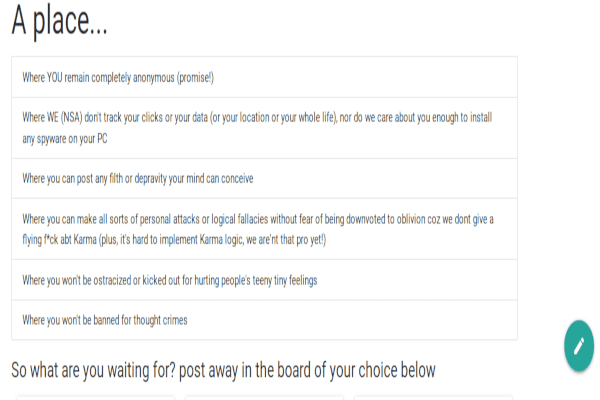 A place...
Where YOU remain completely anonymous (promise!)
Where WE (NSA) don't track your clicks or your data (or your location or your whole life), nor do we care about you enough to install
any spyware on your PC
Where you can post any filth or depravity your mind can conceive
Where you can make all sorts of personal attacks or logical fallacies without fear of being downvoted to oblivion coz we dont give a
flying f*ck abt Karma (plus, it's hard to implement Karma logic, we are'nt that pro yet!)
Where you won't be ostracized or kicked out for hurting people's teeny tiny feelings
Where you won't be banned for thought crimes
So what are you waiting for? post away in the board of your choice below